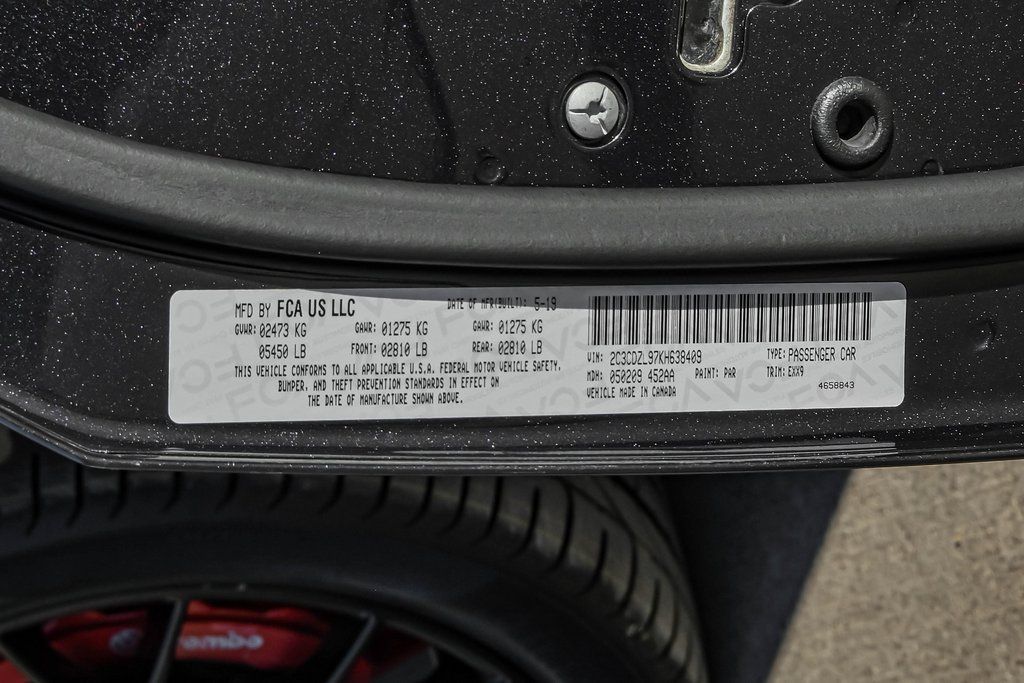 MFD BY FCA US LLC
DATE OF MFR(BUILT): 5-19
GVWR: 02473 KG GAWR: 01275 KG GAWR: 01275 KG
05450 LB FRONT: 02810 LB REAR: 02810 LB
THIS VEHICLE CONFORMS TO ALL APPLICABLE U.S.A. FEDERAL MOTOR VEHICLE SAFETY,
BUMPER, AND THEFT PREVENTION STANDARDS IN EFFECT ON
THE DATE OF MANUFACTURE SHOWN ABOVE.
VIN: 2C3CDZL97KH638409 TYPE: PASSENGER CAR
MDH: 050209 452AA PAINT: PAR TRIM: EXX9
VEHICLE MADE IN CANADA 4658843
brembo